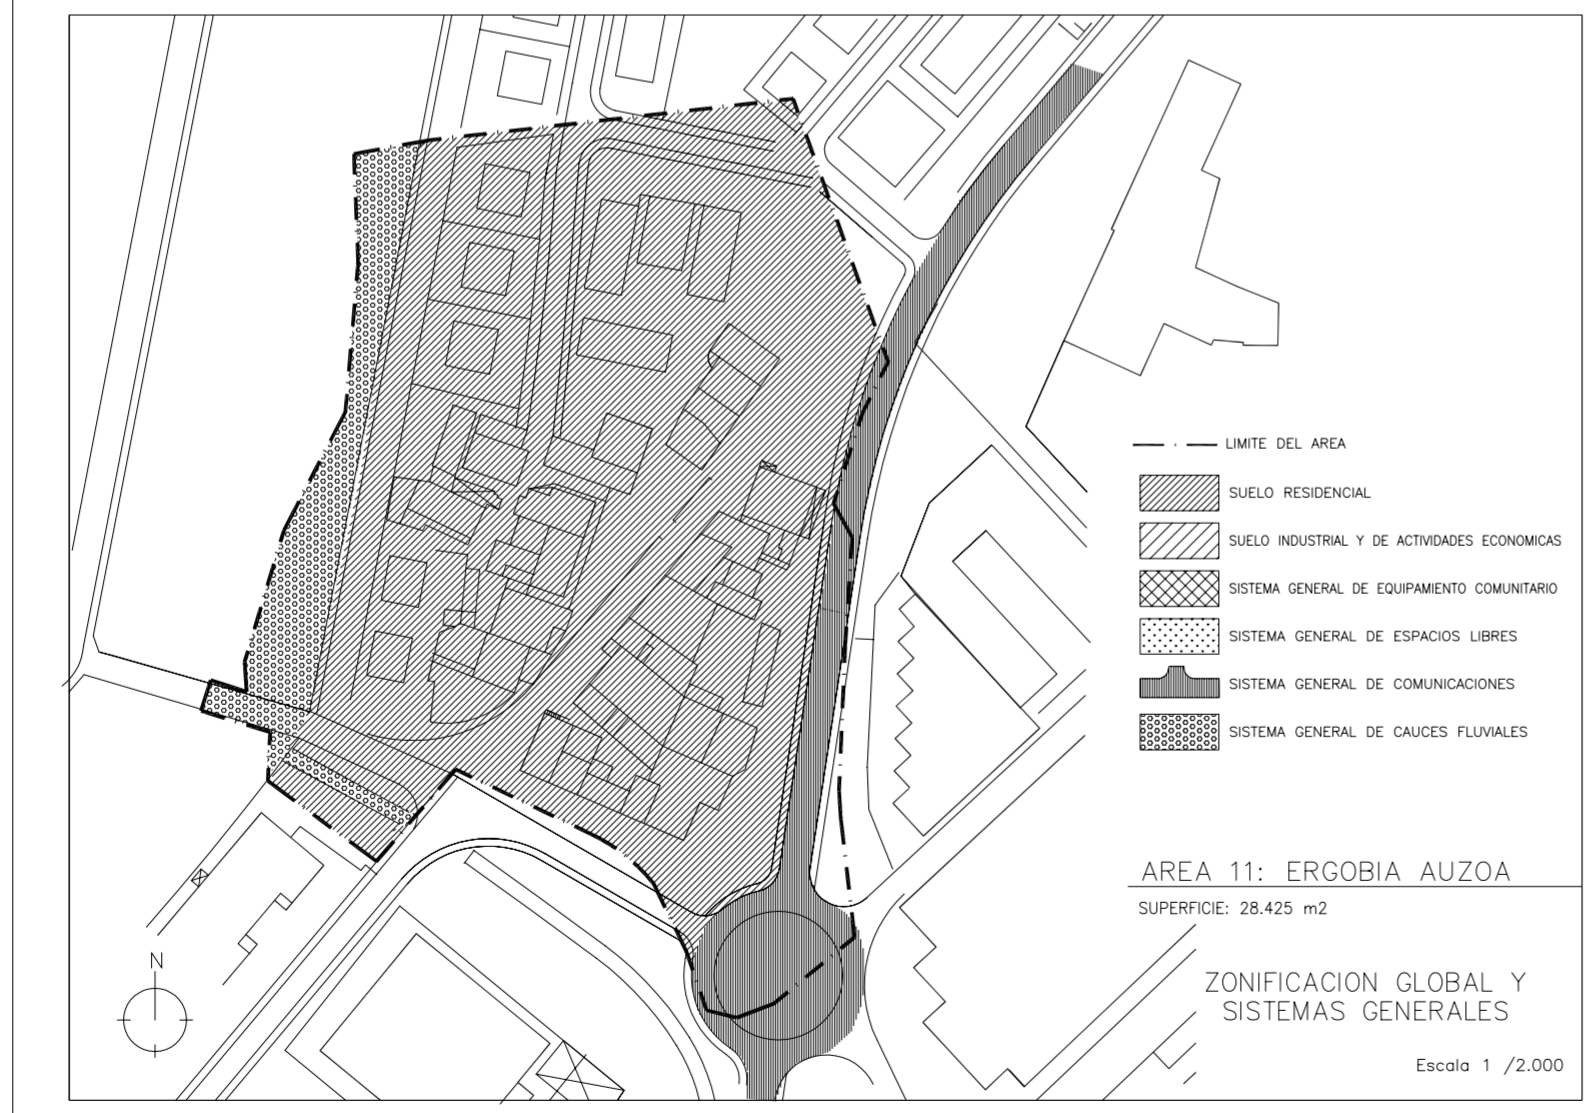 LIMITE DEL AREA
SUELO RESIDENCIAL
SUELO INDUSTRIAL Y DE ACTIVIDADES ECONOMICAS
SISTEMA GENERAL DE EQUIPAMIENTO COMUNITARIO
SISTEMA GENERAL DE ESPACIOS LIBRES
SISTEMA GENERAL DE COMUNICACIONES
SISTEMA GENERAL DE CAUCES FLUVIALES
AREA 11: ERGOBIA AUZOA
SUPERFICIE: 28.425 m2
N
ZONIFICACION GLOBAL Y
SISTEMAS GENERALES
Escala 1 /2.000